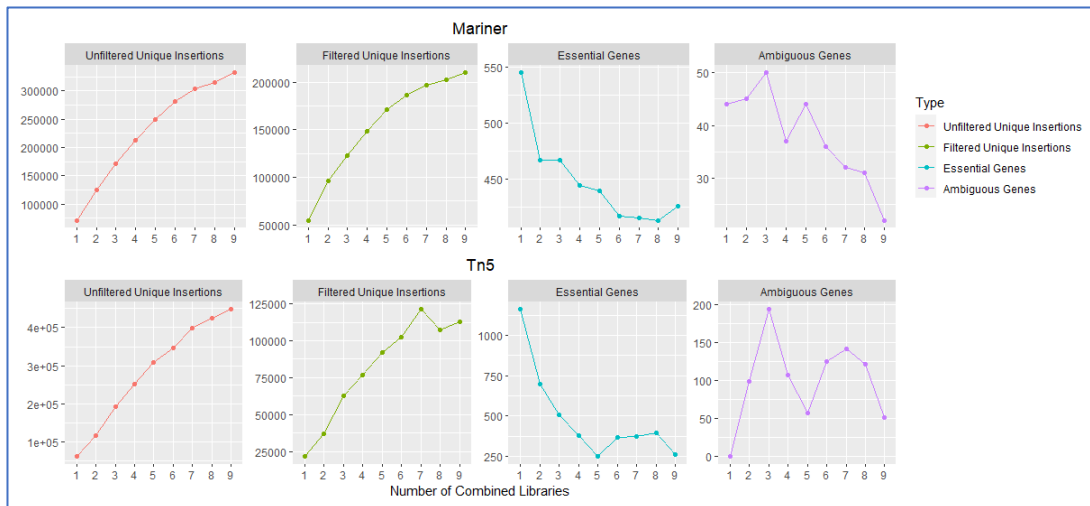 Mariner
Unfiltered Unique Insertions
Filtered Unique Insertions
Essential Genes
Ambiguous Genes
300000
250000
200000
150000
100000
1 2 3 4 5 6 7 8 9
200000
150000
100000
50000
1 2 3 4 5 6 7 8 9
550
500
450
1 2 3 4 5 6 7 8 9
50
40
30
1 2 3 4 5 6 7 8 9
Type
Unfiltered Unique Insertions
Filtered Unique Insertions
Essential Genes
Ambiguous Genes
Tn5
Unfiltered Unique Insertions
Filtered Unique Insertions
Essential Genes
Ambiguous Genes
4e+05
3e+05
2e+05
1e+05
1 2 3 4 5 6 7 8 9
125000
100000
75000
50000
25000
1 2 3 4 5 6 7 8 9
1000
750
500
250
1 2 3 4 5 6 7 8 9
200
150
100
50
0
1 2 3 4 5 6 7 8 9
Number of Combined Libraries